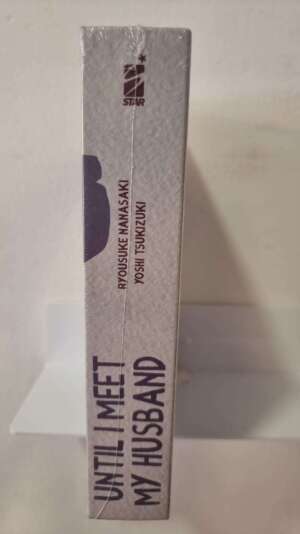 STAR
RYOUSUKE NANASAKI
YOSHI TSUKIZUKI
UNTIL I MEET
MY HUSBAND